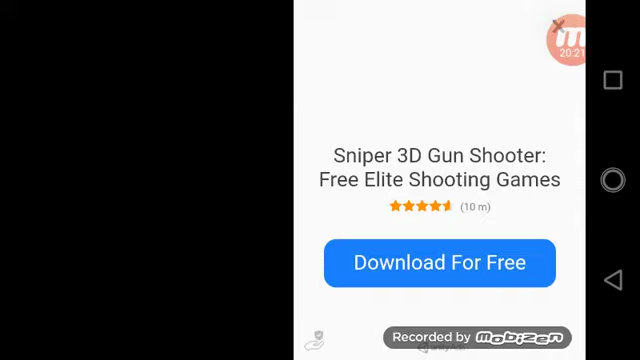 20:21
Sniper 3D Gun Shooter:
Free Elite Shooting Games
(10 m)
Download For Free
Recorded by mobizen